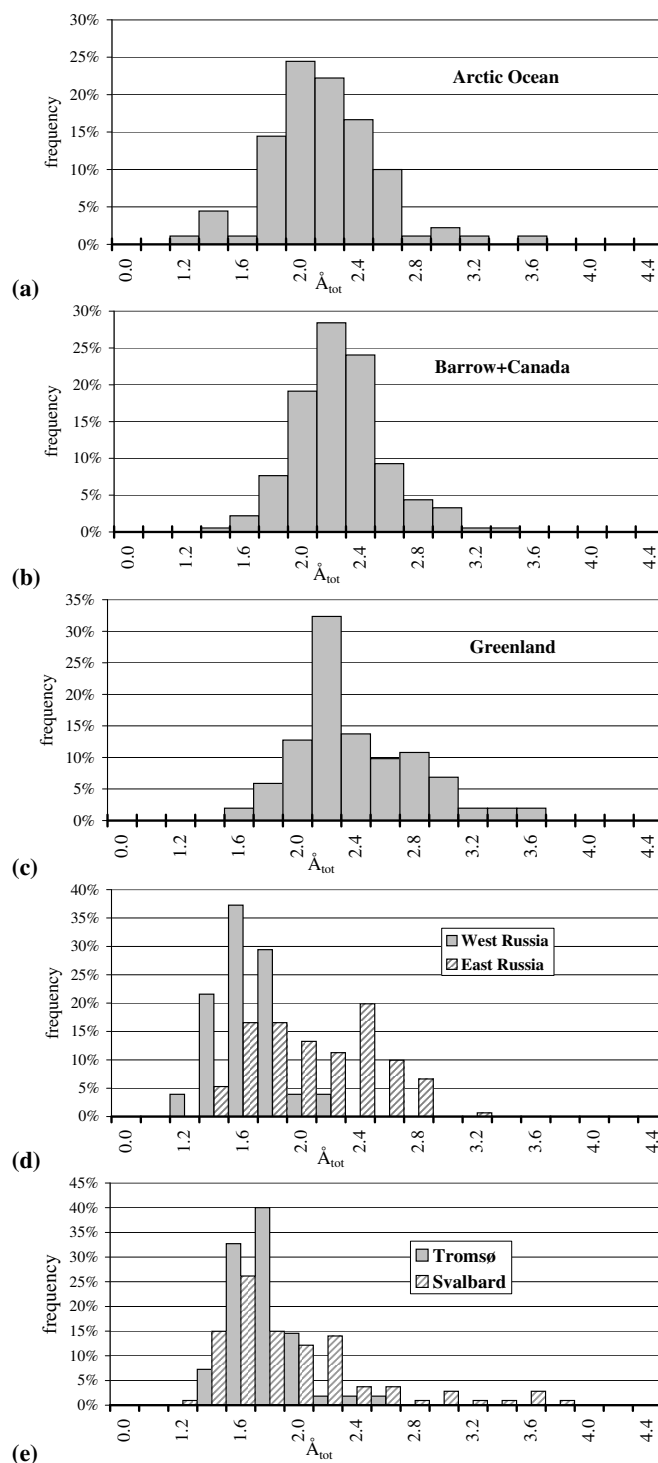 30%
25%
20%
15%
10%
5%
0%
frequency
Arctic Ocean
0.0 1.2 1.6 2.0 2.4 2.8 3.2 3.6 4.0 4.4
Åtot
(a)
30%
25%
20%
15%
10%
5%
0%
frequency
Barrow+Canada
0.0 1.2 1.6 2.0 2.4 2.8 3.2 3.6 4.0 4.4
Åtot
(b)
35%
30%
25%
20%
15%
10%
5%
0%
frequency
Greenland
0.0 1.2 1.6 2.0 2.4 2.8 3.2 3.6 4.0 4.4
Åtot
(c)
40%
35%
30%
25%
20%
15%
10%
5%
0%
frequency
West Russia
East Russia
0.0 1.2 1.6 2.0 2.4 2.8 3.2 3.6 4.0 4.4
Åtot
(d)
45%
40%
35%
30%
25%
20%
15%
10%
5%
0%
frequency
Tromsø
Svalbard
0.0 1.2 1.6 2.0 2.4 2.8 3.2 3.6 4.0 4.4
Åtot
(e)